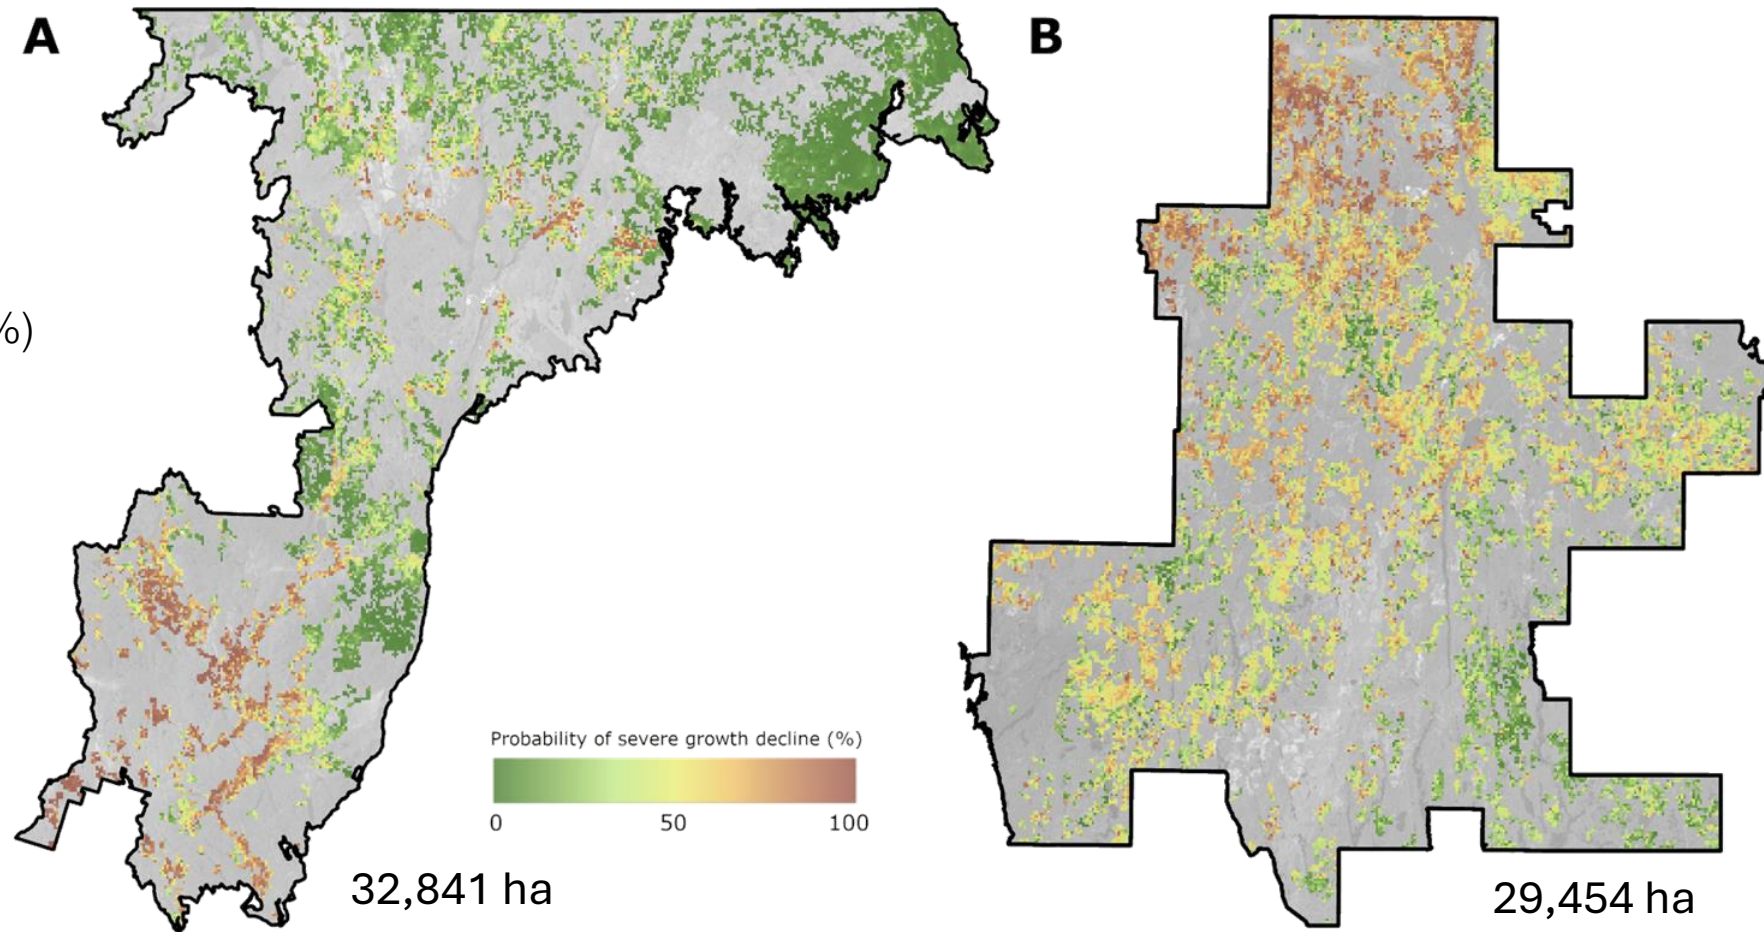 A
B
%)
Probability of severe growth decline (%)
0 50 100
32,841 ha
29,454 ha